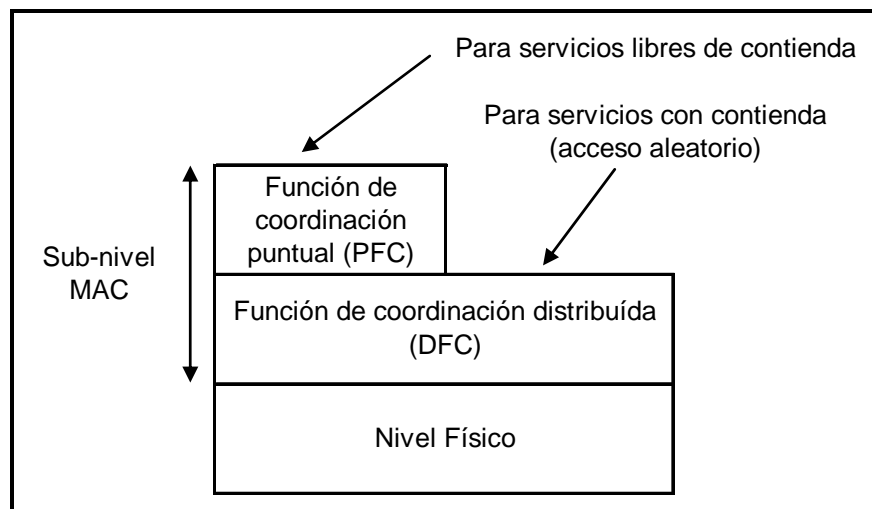 Para servicios libres de contienda
Para servicios con contienda
(acceso aleatorio)
Función de
coordinación
puntual (PFC)
Sub-nivel
MAC
Función de coordinación distribuída
(DFC)
Nivel Físico